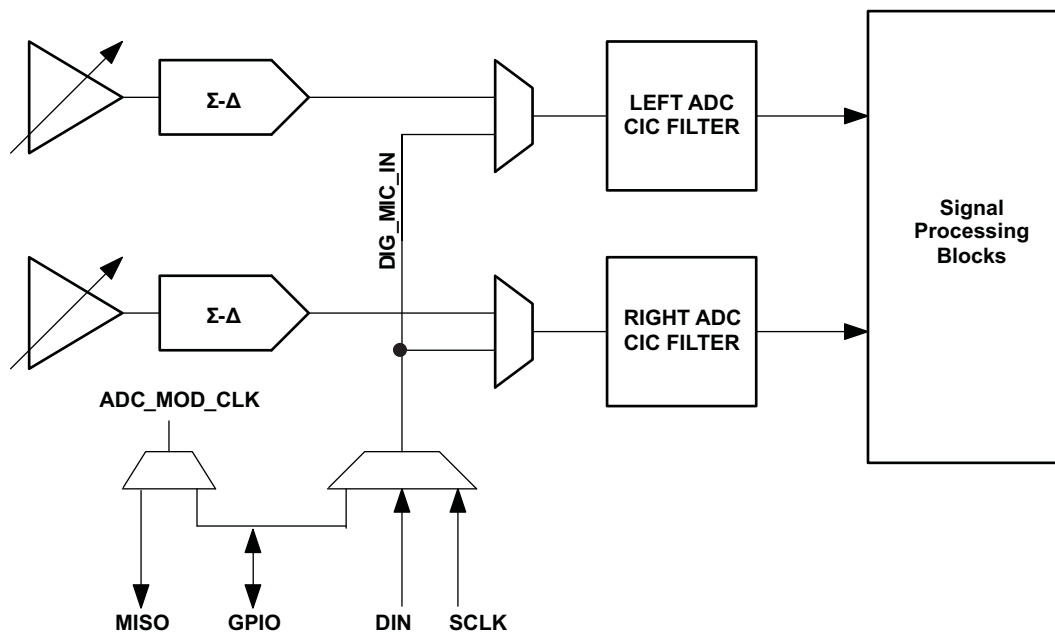 Σ-Δ
LEFT ADC
CIC FILTER
Signal
Processing
Blocks
DIG_MIC_IN
Σ-Δ
RIGHT ADC
CIC FILTER
ADC_MOD_CLK
MISO
GPIO
DIN
SCLK